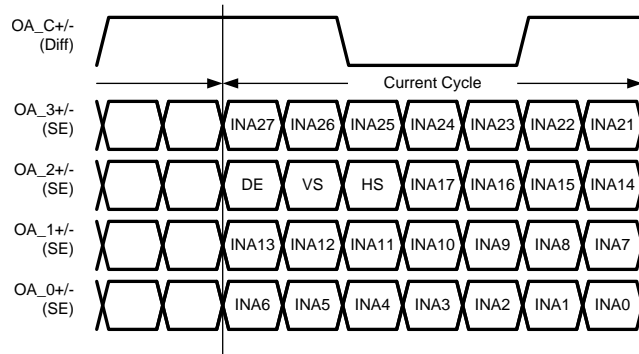 OA_C+/-
(Diff)
Current Cycle
OA_3+/-
(SE)
INA27 INA26 INA25 INA24 INA23 INA22 INA21
OA_2+/-
(SE)
DE VS HS INA17 INA16 INA15 INA14
OA_1+/-
(SE)
INA13 INA12 INA11 INA10 INA9 INA8 INA7
OA_0+/-
(SE)
INA6 INA5 INA4 INA3 INA2 INA1 INA0